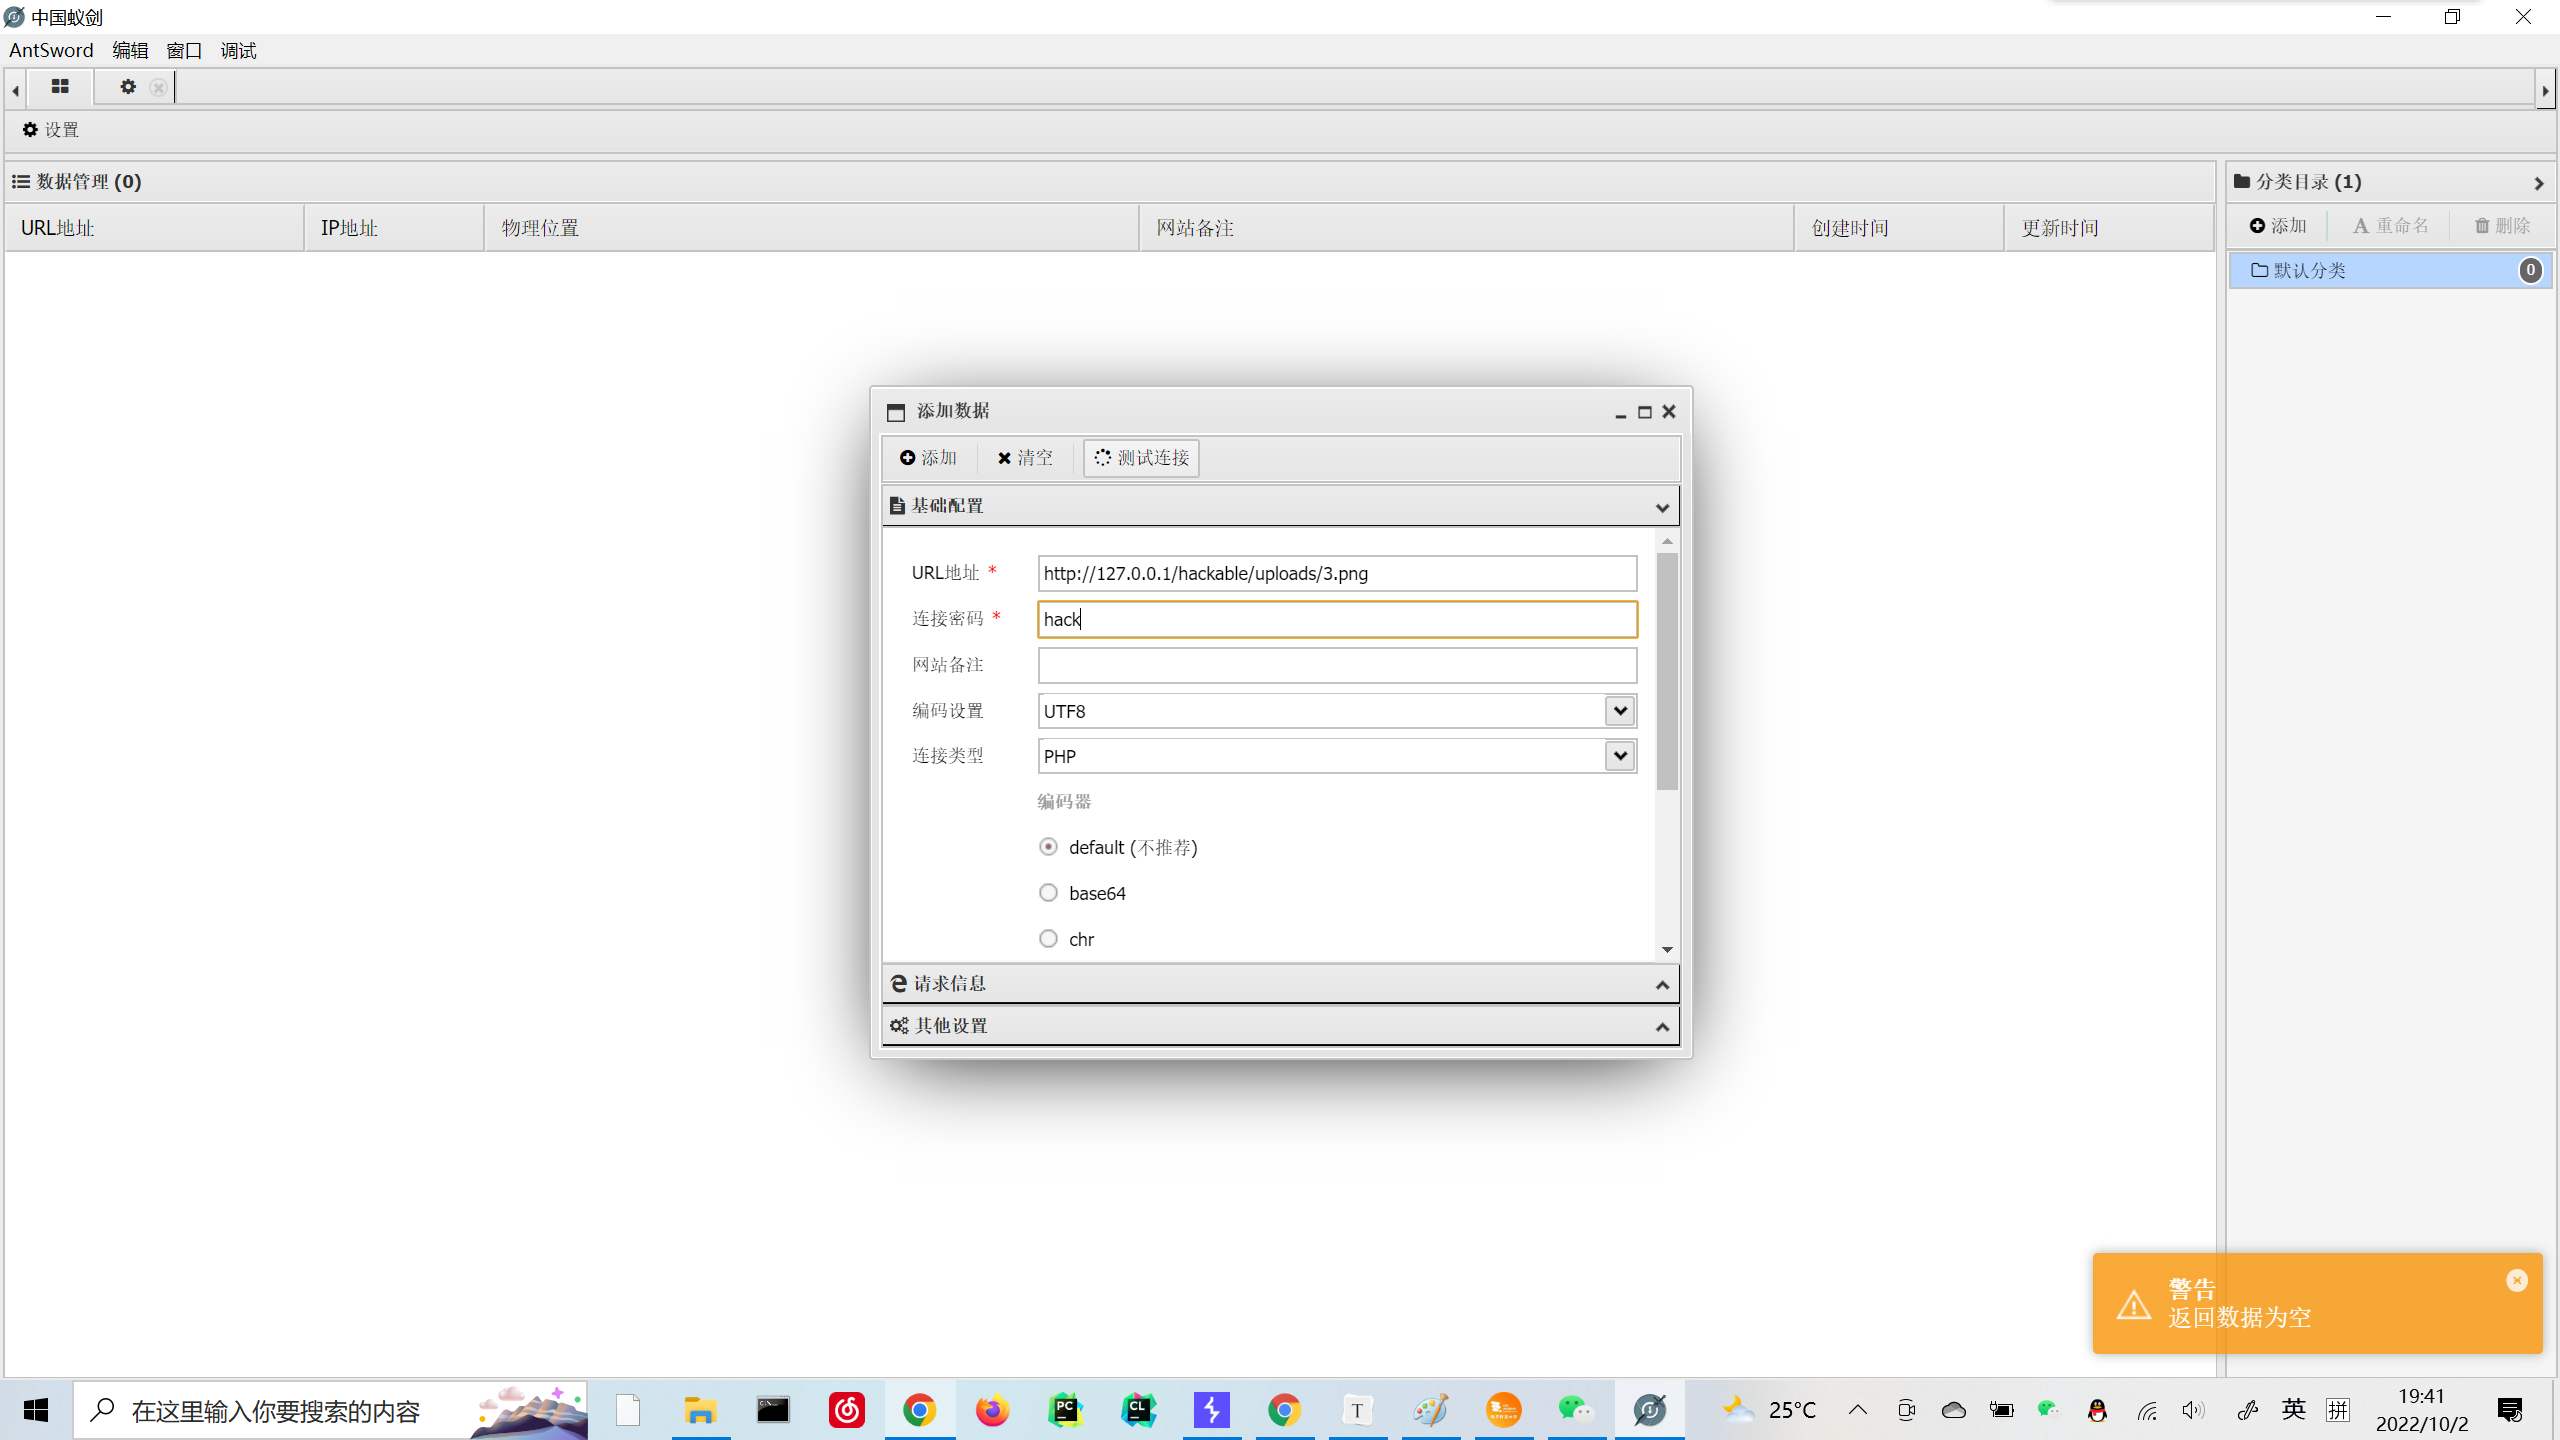 中国蚁剑
AntSword 编辑 窗口 调试
设置
数据管理 (0)
分类目录 (1)
URL地址 IP地址 物理位置 网站备注 创建时间 更新时间
添加 重命名 删除
默认分类 0
添加数据
添加 清空 测试连接
基础配置
URL地址 * http://127.0.0.1/hackable/uploads/3.png
连接密码 * hack
网站备注
编码设置 UTF8
连接类型 PHP
编码器
default (不推荐)
base64
chr
请求信息
其他设置
警告
返回数据为空
在这里输入你要搜索的内容
PC
CL
T
25°C
英
拼
19:41
2022/10/2